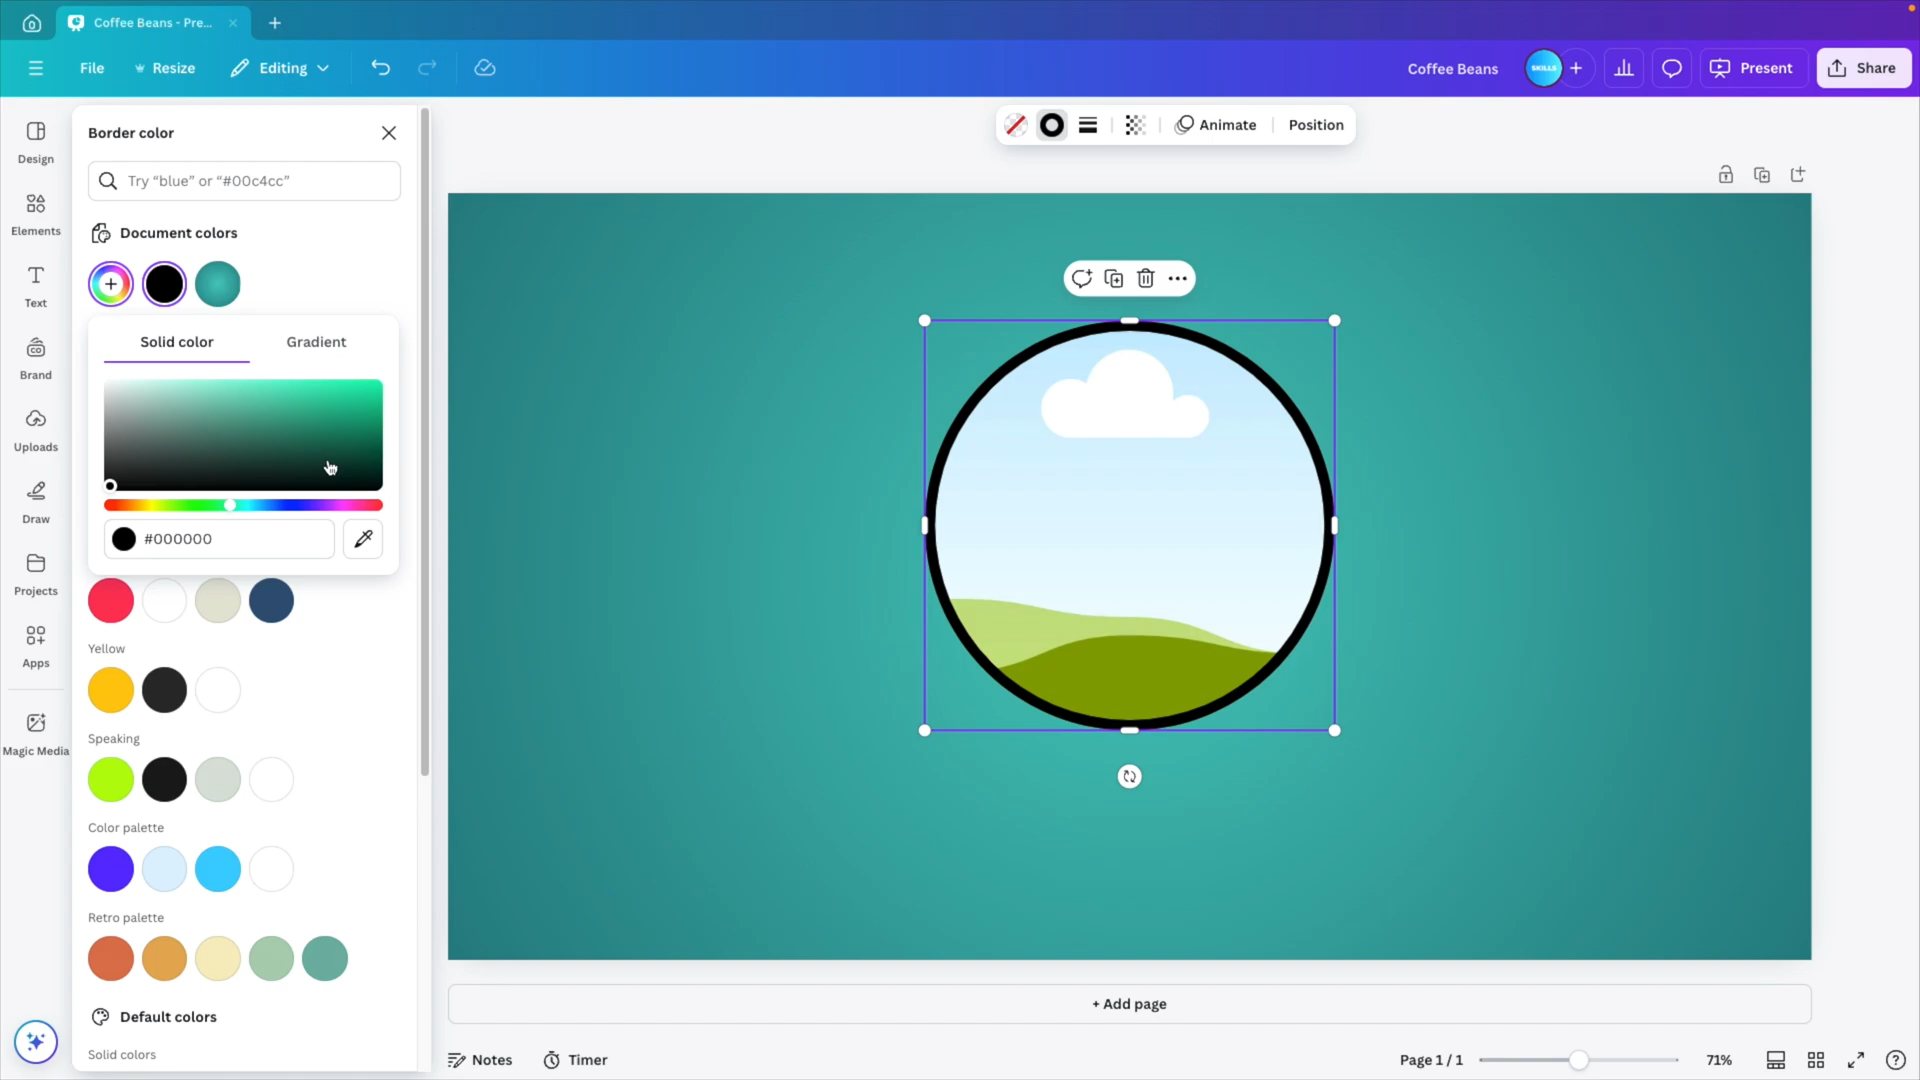 Coffee Beans - Pre...
File
Resize
Editing
Coffee Beans
SKILLS
Present
Share
Design
Elements
Text
Brand
Uploads
Draw
Projects
Apps
Magic Media
Border color
Try “blue” or “#00c4cc”
Document colors
Solid color
Gradient
#000000
Yellow
Speaking
Color palette
Retro palette
Default colors
Solid colors
Animate
Position
+ Add page
Notes
Timer
Page 1 / 1
71%